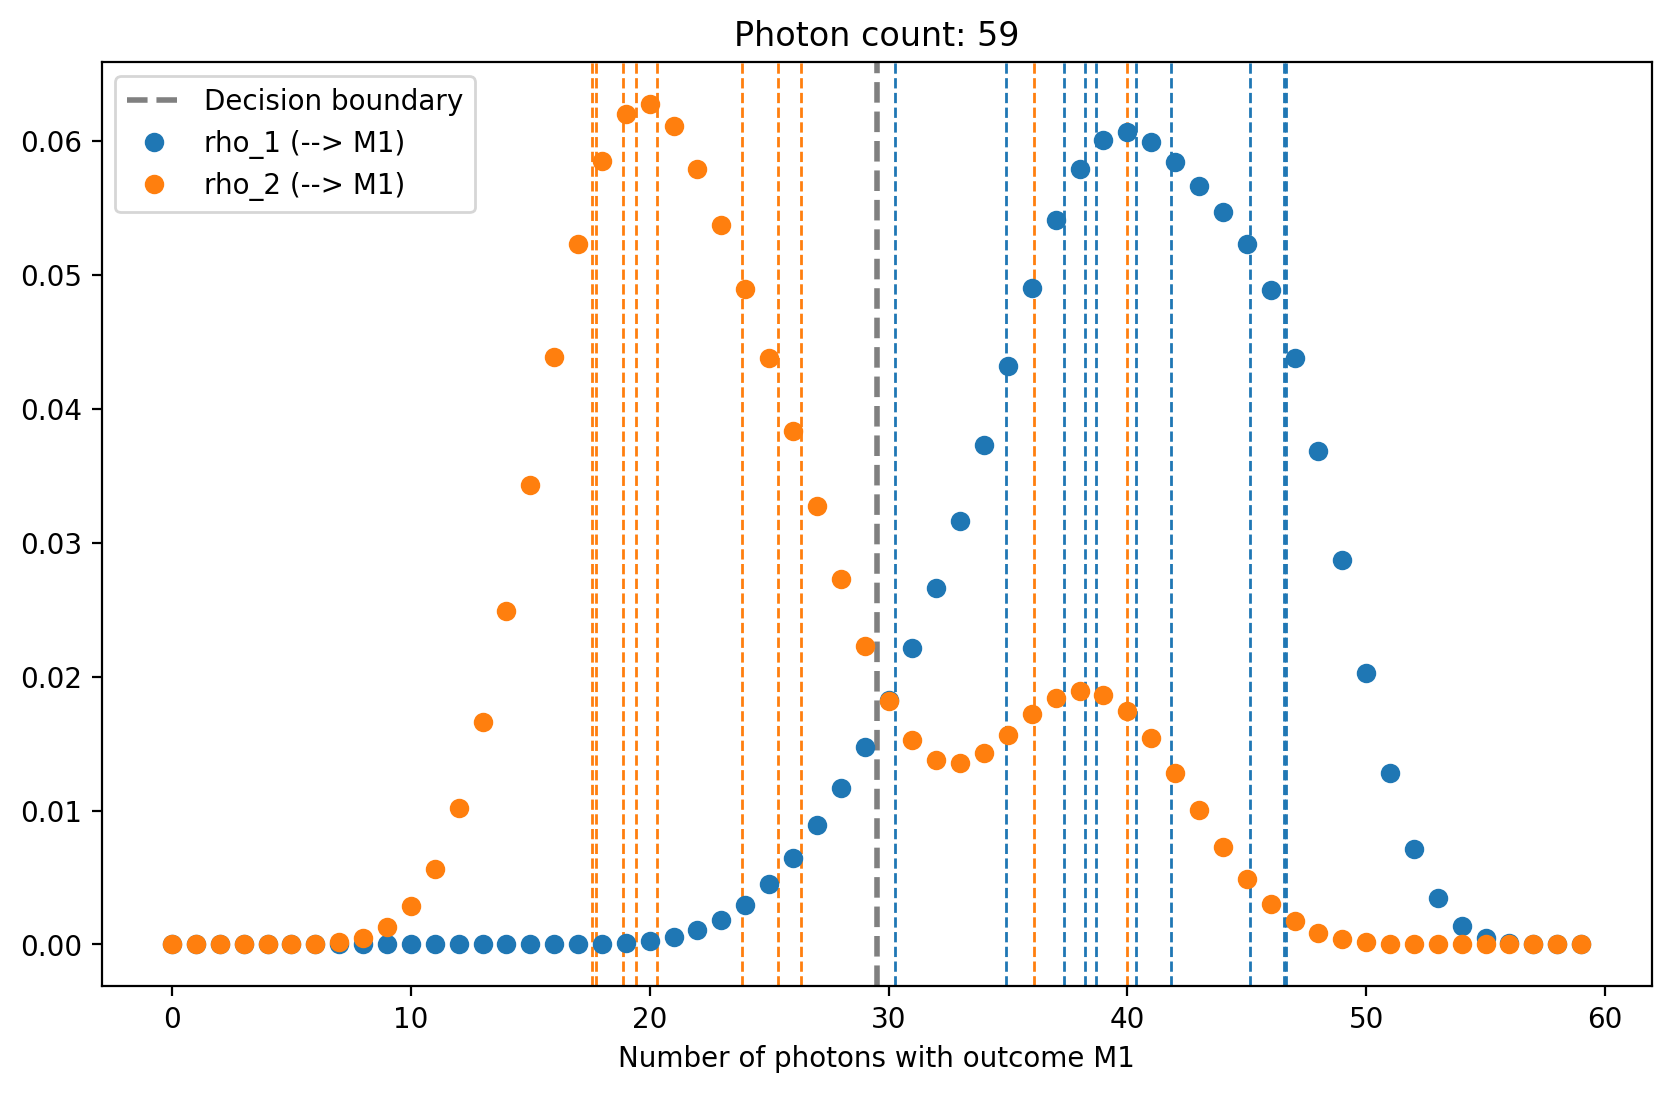 Photon count: 59
Decision boundary
rho_1 (--> M1)
rho_2 (--> M1)
0.06
0.05
0.04
0.03
0.02
0.01
0.00
0 10 20 30 40 50 60
Number of photons with outcome M1